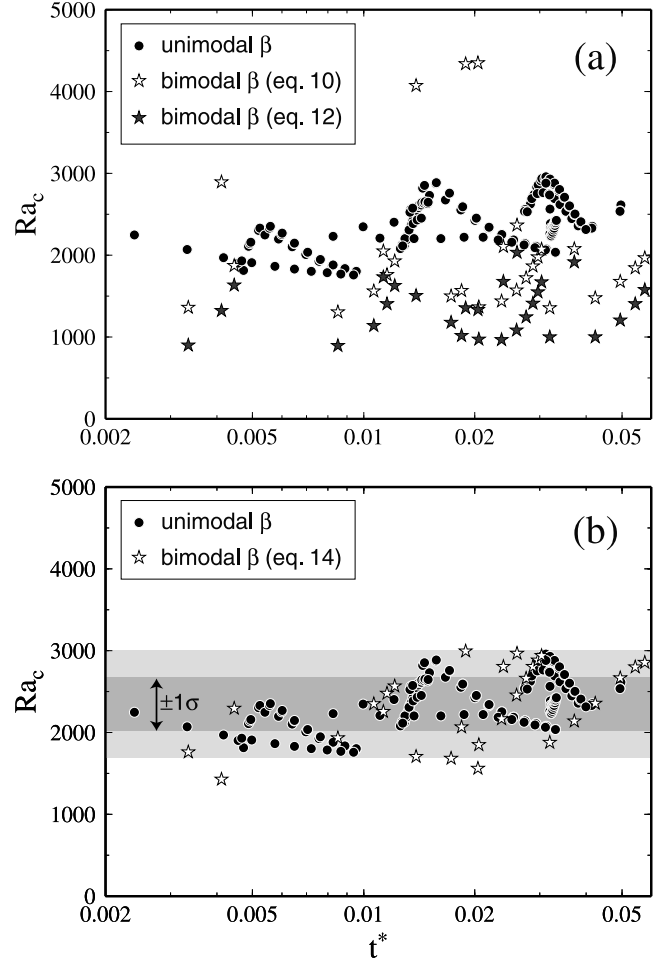 5000
4000
3000
2000
1000
0
Ra_c
unimodal β
bimodal β (eq. 10)
bimodal β (eq. 12)
(a)
0.002
0.005
0.01
0.02
0.05
5000
4000
3000
2000
1000
0
Ra_c
unimodal β
bimodal β (eq. 14)
(b)
±1σ
0.002
0.005
0.01
0.02
0.05
t*